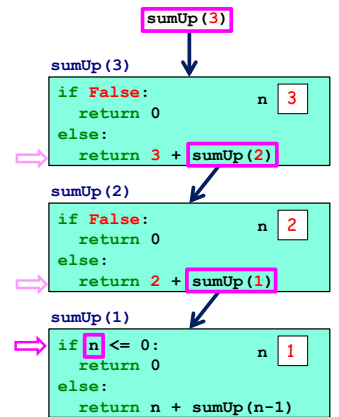 sumUp(3)
sumUp(3)
if False:
n 3
return 0
else:
return 3 + sumUp(2)
sumUp(2)
if False:
n 2
return 0
else:
return 2 + sumUp(1)
sumUp(1)
if n <= 0:
n 1
return 0
else:
return n + sumUp(n-1)